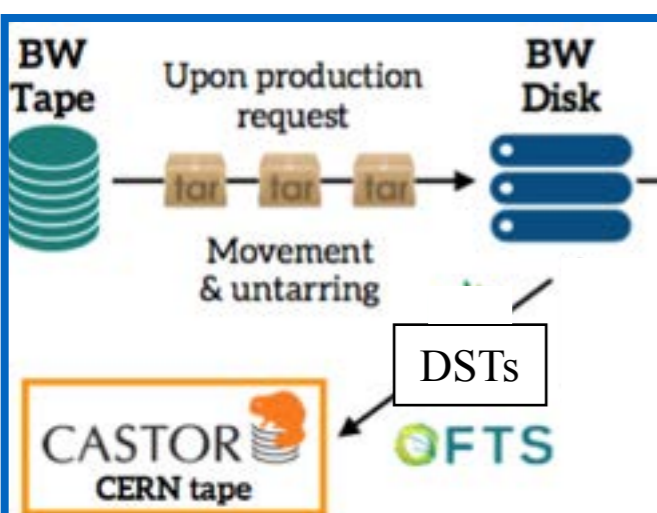 BW
Tape
Upon production
request
BW
Disk
tar
tar
tar
Movement
& untarring
DSTs
CASTOR
CERN tape
FTS